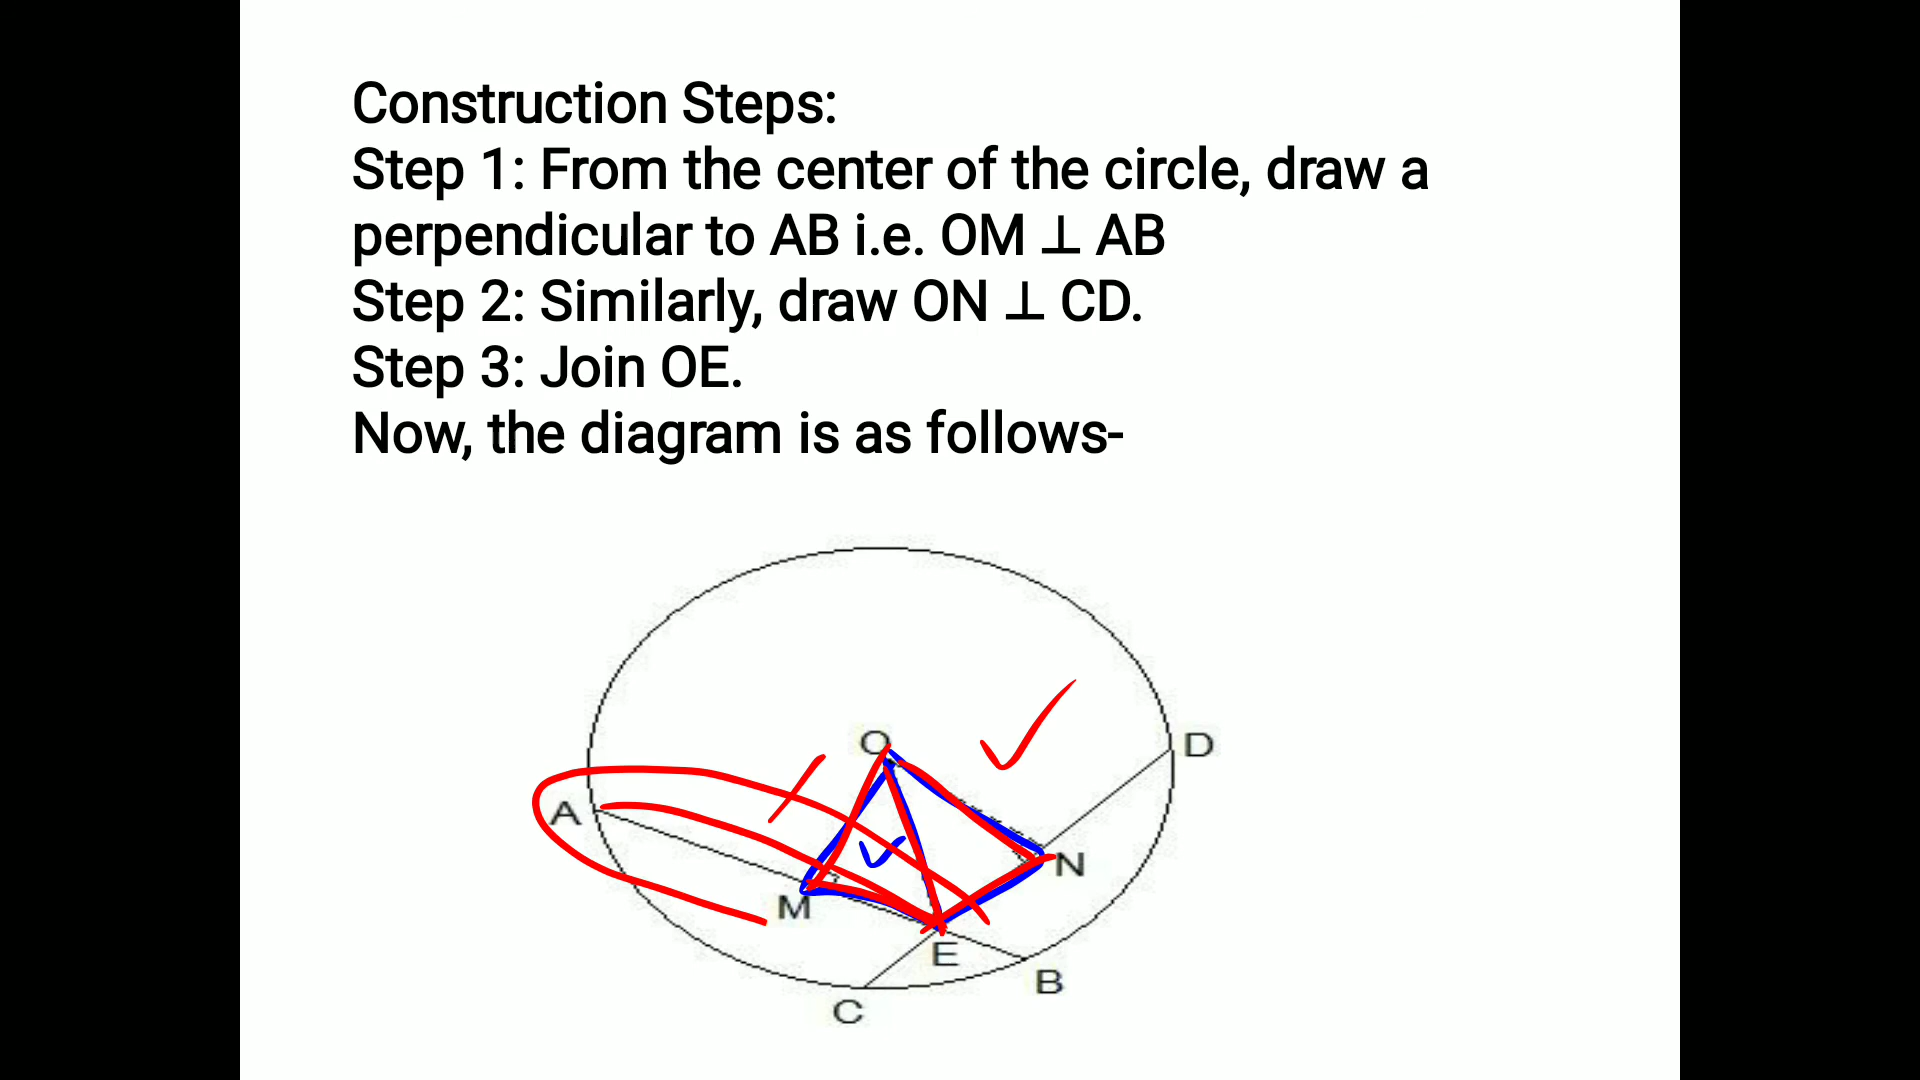 Construction Steps:
Step 1: From the center of the circle, draw a
perpendicular to AB i.e. OM ⊥ AB
Step 2: Similarly, draw ON ⊥ CD.
Step 3: Join OE.
Now, the diagram is as follows-
O
D
A
N
M
E
B
C